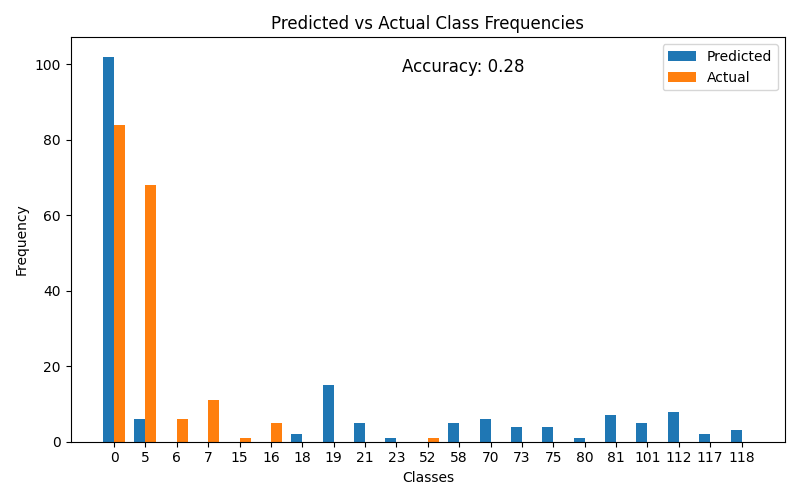 Predicted vs Actual Class Frequencies
Accuracy: 0.28
Predicted
Actual
Frequency
100
80
60
40
20
0
0 5 6 7 15 16 18 19 21 23 52 58 70 73 75 80 81 101 112 117 118
Classes